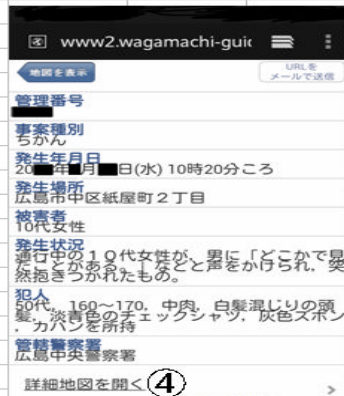 www2.wagamachi-guic
地図を表示
URLを
メールで送信
管理番号
事案種別
ちかん
発生年月日
20 年 月 日(水) 10時20分ころ
発生場所
広島市中区紙屋町2丁目
被害者
10代女性
発生状況
通行中の10代女性が、男に「どこかで見
たことがある。」などと声をかけられ、突
然抱きつかれたもの。
犯人
50代、160〜170、中肉、白髪混じりの頭
髪、淡青色のチェックシャツ、灰色ズボン
、カバンを所持
管轄警察署
広島中央警察署
詳細地図を開く④